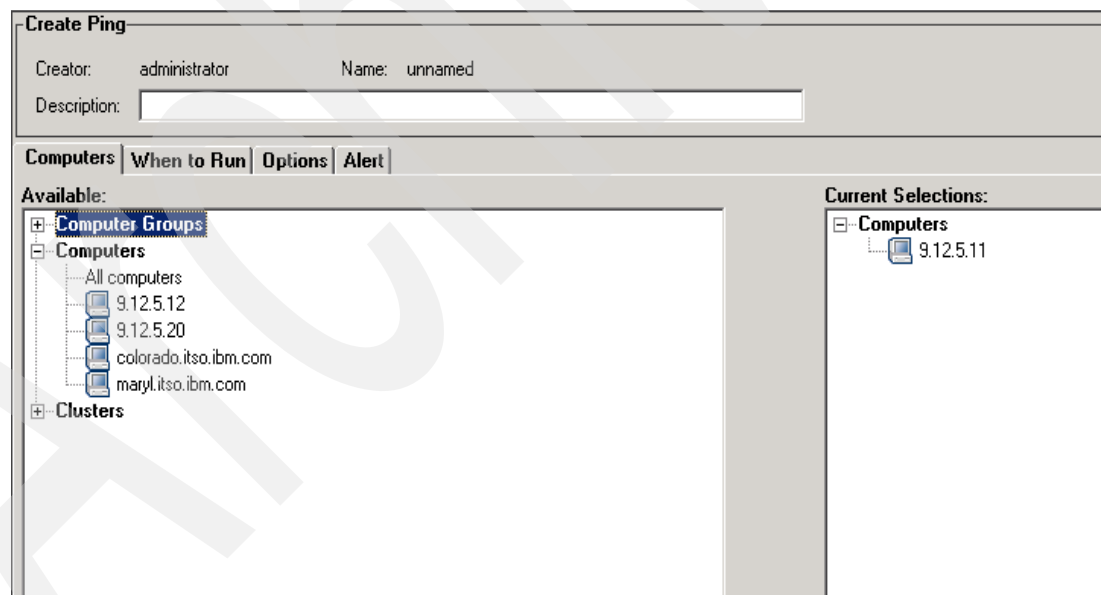 Create Ping
Creator: administrator Name: unnamed
Description:
Computers When to Run Options Alert
Available:
Computer Groups
Computers
All computers
9.12.5.12
9.12.5.20
colorado.itso.ibm.com
maryl.itso.ibm.com
Clusters
Current Selections:
Computers
9.12.5.11